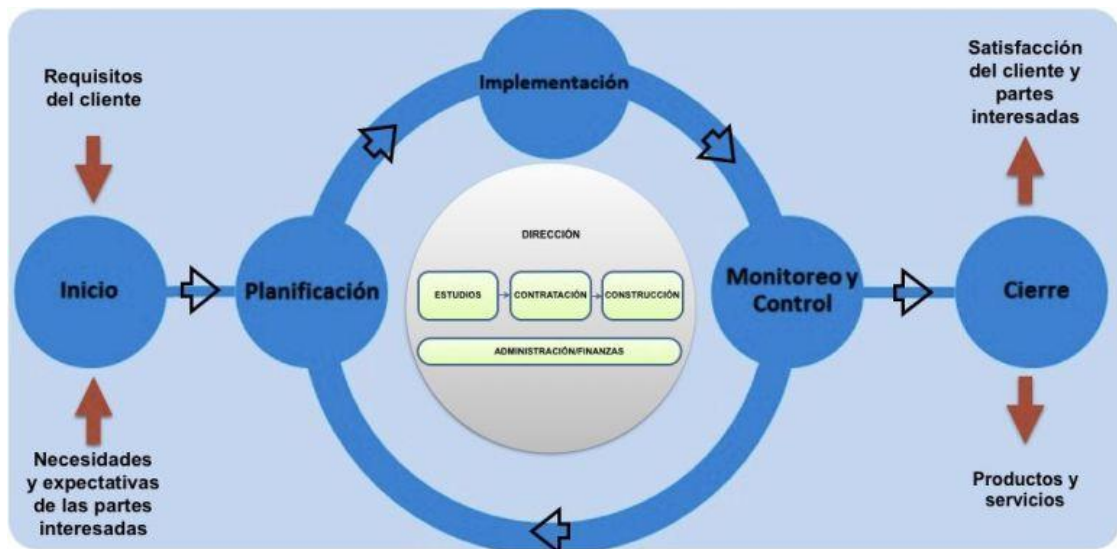 Requisitos
del cliente
Inicio
Necesidades
y expectativas
de las partes
interesadas
Planificación
Implementación
DIRECCIÓN
ESTUDIOS
CONTRATACIÓN
CONSTRUCCIÓN
ADMINISTRACIÓN/FINANZAS
Monitoreo y
Control
Satisfacción
del cliente y
partes
interesadas
Cierre
Productos y
servicios